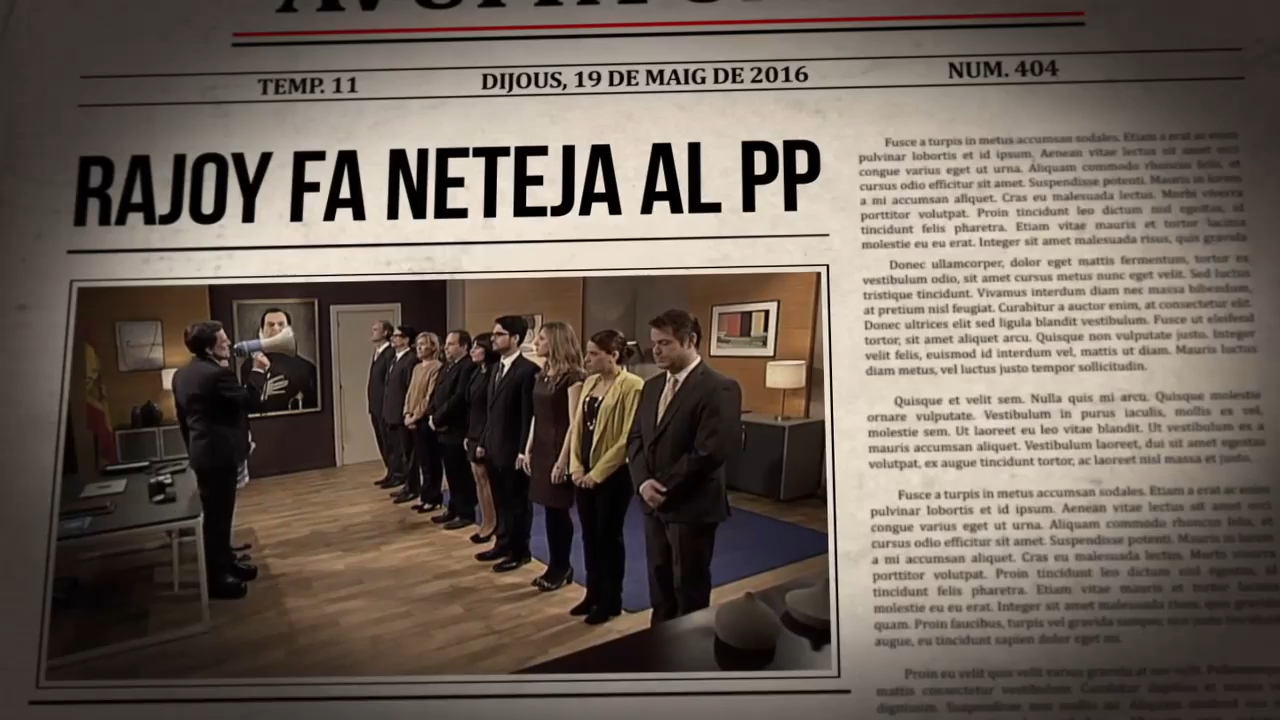 TEMP. 11
DIJOUS, 19 DE MAIG DE 2016
NUM. 404
RAJOY FA NETEJA AL PP
Fusce a turpis in metus accumsan sodales. Etiam a erat ac enim
pulvinar lobortis et id ipsum. Aenean vitae lectus sit amet orci
congue varius eget ut urna. Aliquam commodo rhoncus felis, et
cursus odio efficitur sit amet. Suspendisse potenti. Mauris in lorem
a mi accumsan aliquet. Cras eu malesuada lectus. Morbi viverra
porttitor volutpat. Proin tincidunt leo dictum nisl egestas, id
tincidunt felis pharetra. Etiam vitae mauris et tortor lacinia
molestie eu eu erat. Integer sit amet malesuada risus, quis gravida
Donec ullamcorper, dolor eget mattis fermentum, tortor ex
vestibulum odio, sit amet cursus metus nunc eget velit. Sed luctus
tristique tincidunt. Vivamus interdum diam nec massa bibendum,
at pretium nisl feugiat. Curabitur a auctor enim, at consectetur elit.
Donec ultrices elit sed ligula blandit vestibulum. Fusce ut eleifend
tortor, sit amet aliquet arcu. Quisque non vulputate justo. Integer
velit felis, euismod id interdum vel, mattis ut diam. Mauris luctus
diam metus, vel luctus justo tempor sollicitudin.
Quisque et velit sem. Nulla quis mi arcu. Quisque molestie
ornare vulputate. Vestibulum in purus iaculis, mollis ex vel,
molestie sem. Ut laoreet eu leo vitae blandit. Ut vestibulum ex a
mauris accumsan aliquet. Vestibulum laoreet, dui sit amet egestas
volutpat, ex augue tincidunt tortor, ac laoreet nisl massa et justo.
Fusce a turpis in metus accumsan sodales. Etiam a erat ac enim
pulvinar lobortis et id ipsum. Aenean vitae lectus sit amet orci
congue varius eget ut urna. Aliquam commodo rhoncus felis, et
cursus odio efficitur sit amet. Suspendisse potenti. Mauris in lorem
a mi accumsan aliquet. Cras eu malesuada lectus. Morbi viverra
porttitor volutpat. Proin tincidunt leo dictum nisl egestas, id
tincidunt felis pharetra. Etiam vitae mauris et tortor lacinia
molestie eu eu erat. Integer sit amet malesuada risus, quis gravida
quam. Proin faucibus, turpis vel gravida semper,
augue, eu tincidunt sapien dolor eget mi.
Proin eu velit quis velit varius gravida at non velit.
mattis consectetur vestibulum. Curabitur